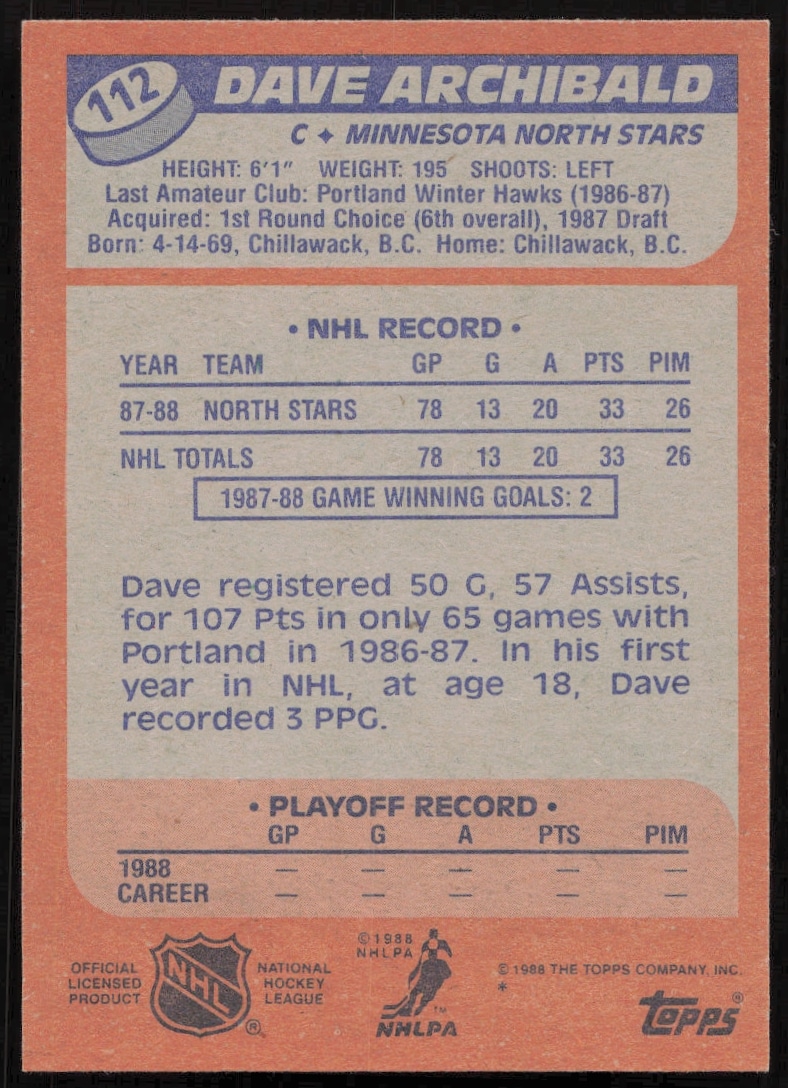 112
DAVE ARCHIBALD
C ✦ MINNESOTA NORTH STARS
HEIGHT: 6'1" WEIGHT: 195 SHOOTS: LEFT
Last Amateur Club: Portland Winter Hawks (1986-87)
Acquired: 1st Round Choice (6th overall), 1987 Draft
Born: 4-14-69, Chillawack, B.C. Home: Chillawack, B.C.
• NHL RECORD •
YEAR TEAM GP G A PTS PIM
87-88 NORTH STARS 78 13 20 33 26
NHL TOTALS 78 13 20 33 26
1987-88 GAME WINNING GOALS: 2
Dave registered 50 G, 57 Assists,
for 107 Pts in only 65 games with
Portland in 1986-87. In his first
year in NHL, at age 18, Dave
recorded 3 PPG.
• PLAYOFF RECORD •
GP G A PTS PIM
1988 — — — — —
CAREER — — — — —
OFFICIAL
LICENSED
PRODUCT
NHL
®
NATIONAL
HOCKEY
LEAGUE
©1988
NHLPA
™
NHLPA
© 1988 THE TOPPS COMPANY, INC.
*
Topps®